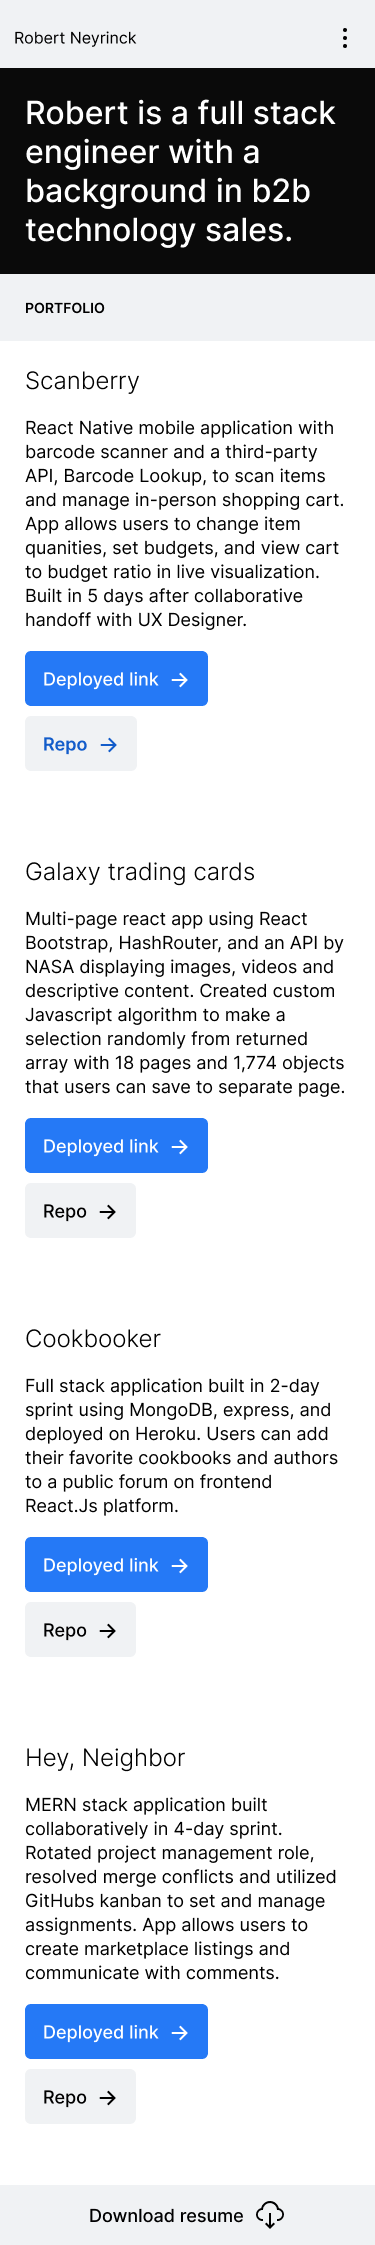 Robert Neyrinck
Robert is a full stack
engineer with a
background in b2b
technology sales.
PORTFOLIO
Scanberry
React Native mobile application with
barcode scanner and a third-party
API, Barcode Lookup, to scan items
and manage in-person shopping cart.
App allows users to change item
quanities, set budgets, and view cart
to budget ratio in live visualization.
Built in 5 days after collaborative
handoff with UX Designer.
Deployed link
Repo
Galaxy trading cards
Multi-page react app using React
Bootstrap, HashRouter, and an API by
NASA displaying images, videos and
descriptive content. Created custom
Javascript algorithm to make a
selection randomly from returned
array with 18 pages and 1,774 objects
that users can save to separate page.
Deployed link
Repo
Cookbooker
Full stack application built in 2-day
sprint using MongoDB, express, and
deployed on Heroku. Users can add
their favorite cookbooks and authors
to a public forum on frontend
React.Js platform.
Deployed link
Repo
Hey, Neighbor
MERN stack application built
collaboratively in 4-day sprint.
Rotated project management role,
resolved merge conflicts and utilized
GitHubs kanban to set and manage
assignments. App allows users to
create marketplace listings and
communicate with comments.
Deployed link
Repo
Download resume